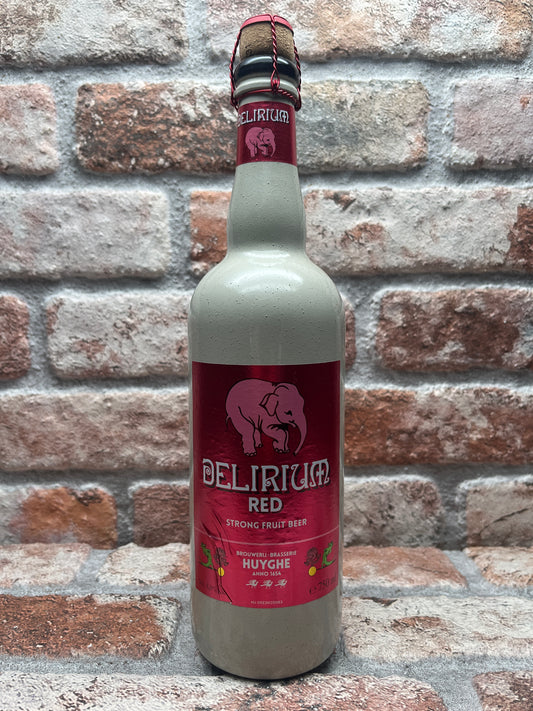 DELIRIUM
DELIRIUM
RED
STRONG FRUIT BEER
BROUWERIJ - BRASSERIE
HUYGHE
ANNO 1654